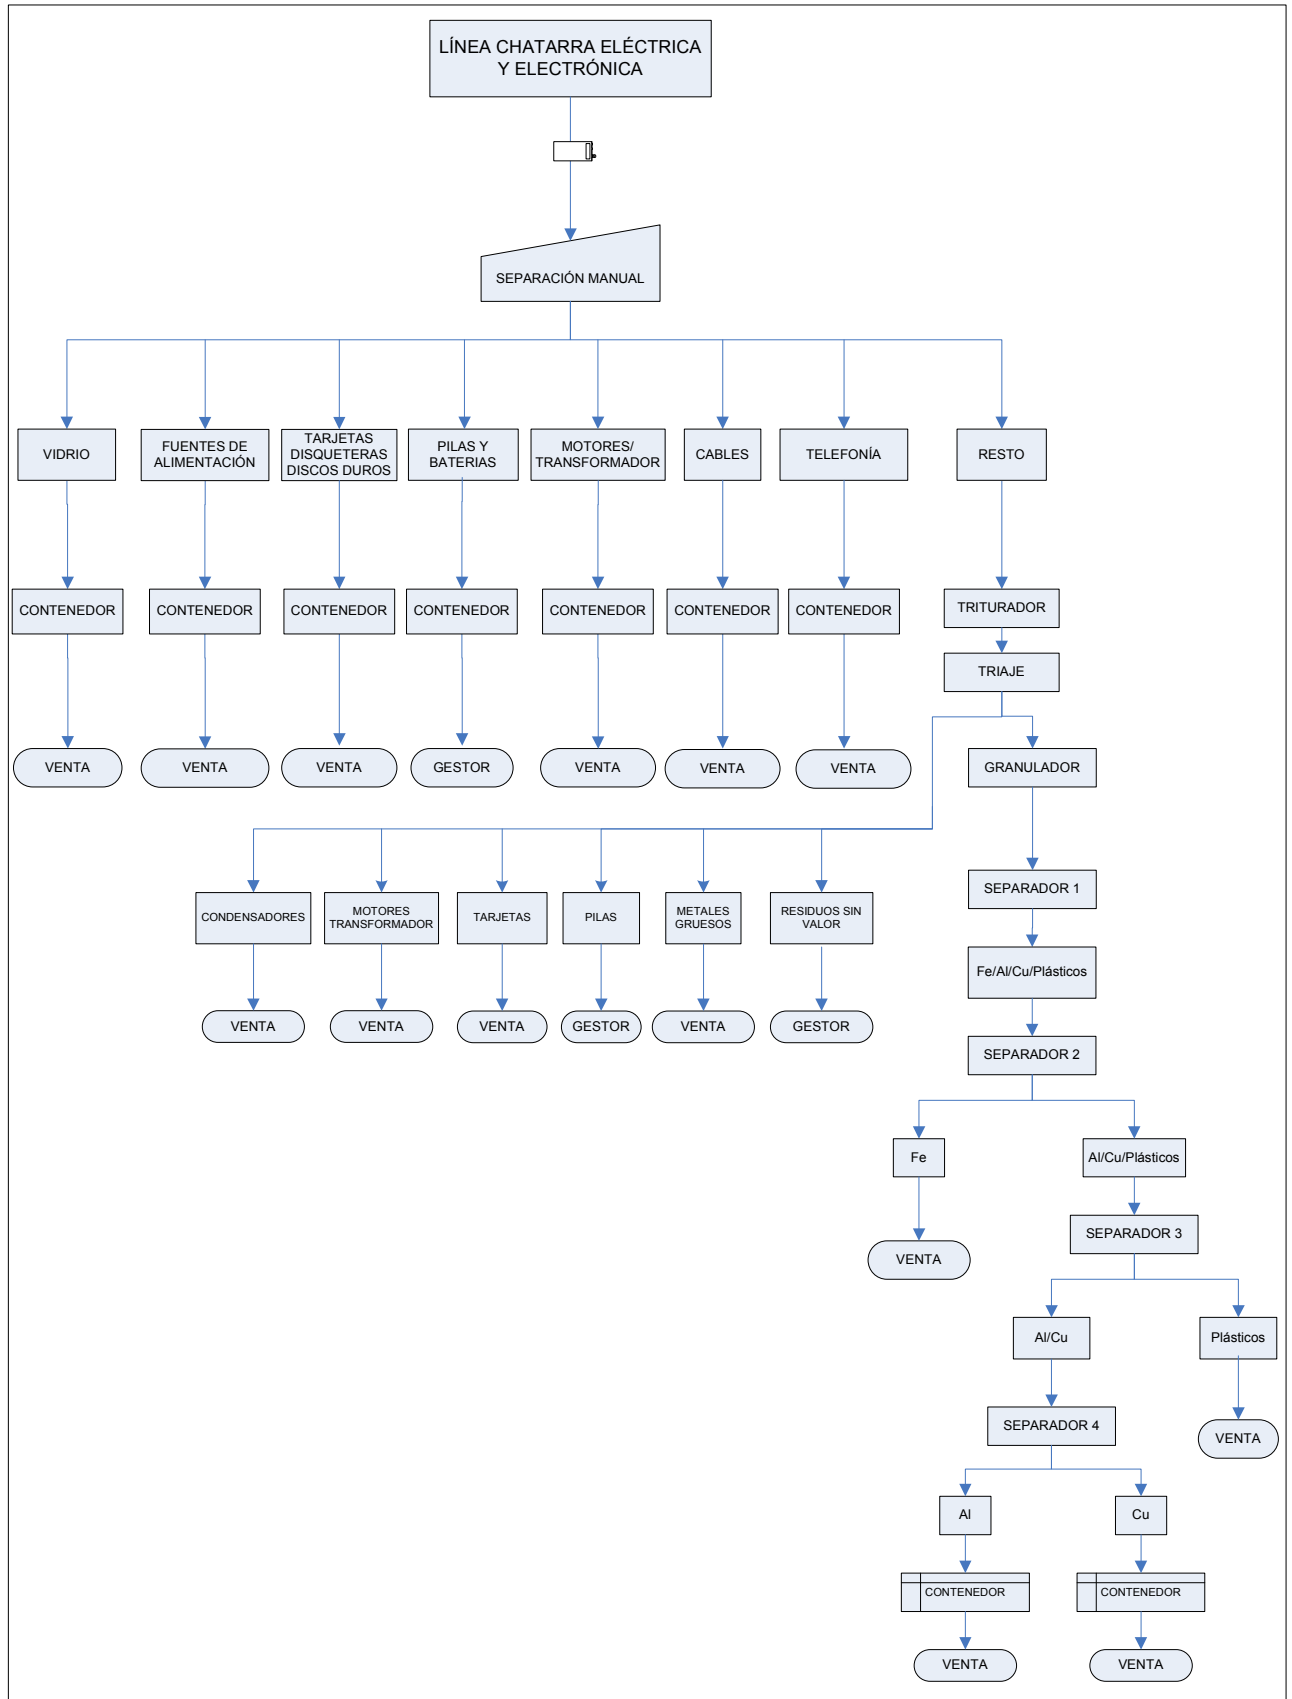 LÍNEA CHATARRA ELÉCTRICA
Y ELECTRÓNICA
SEPARACIÓN MANUAL
VIDRIO
FUENTES DE
ALIMENTACIÓN
TARJETAS
DISQUETERAS
DISCOS DUROS
PILAS Y
BATERIAS
MOTORES/
TRANSFORMADOR
CABLES
TELEFONÍA
RESTO
CONTENEDOR
CONTENEDOR
CONTENEDOR
CONTENEDOR
CONTENEDOR
CONTENEDOR
CONTENEDOR
TRITURADOR
TRIAJE
VENTA
VENTA
VENTA
GESTOR
VENTA
VENTA
VENTA
GRANULADOR
CONDENSADORES
MOTORES
TRANSFORMADOR
TARJETAS
PILAS
METALES
GRUESOS
RESIDUOS SIN
VALOR
SEPARADOR 1
Fe/Al/Cu/Plásticos
VENTA
VENTA
VENTA
GESTOR
VENTA
GESTOR
SEPARADOR 2
Fe
Al/Cu/Plásticos
VENTA
SEPARADOR 3
Al/Cu
Plásticos
SEPARADOR 4
VENTA
Al
Cu
CONTENEDOR
CONTENEDOR
VENTA
VENTA